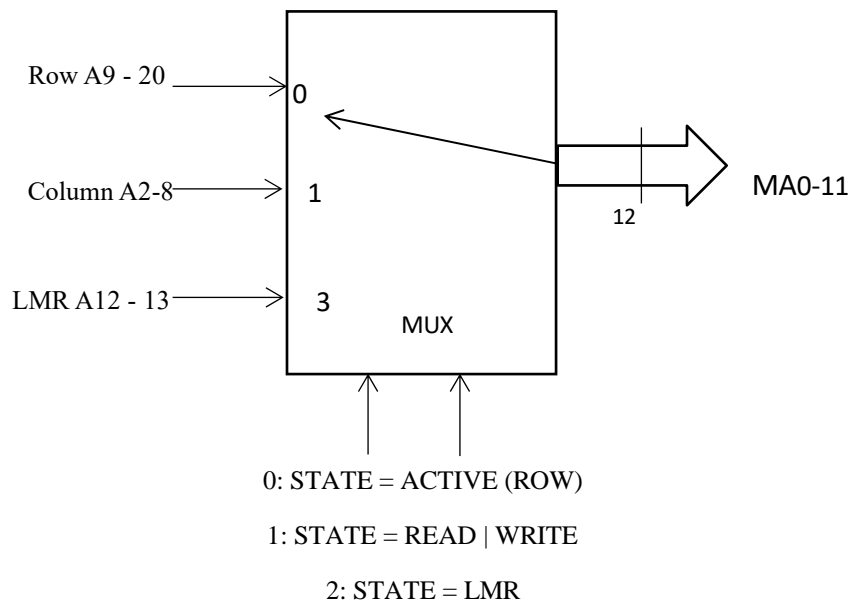 Row A9 - 20
0
Column A2-8
1
MA0-11
12
LMR A12 - 13
3
MUX
0: STATE = ACTIVE (ROW)
1: STATE = READ | WRITE
2: STATE = LMR